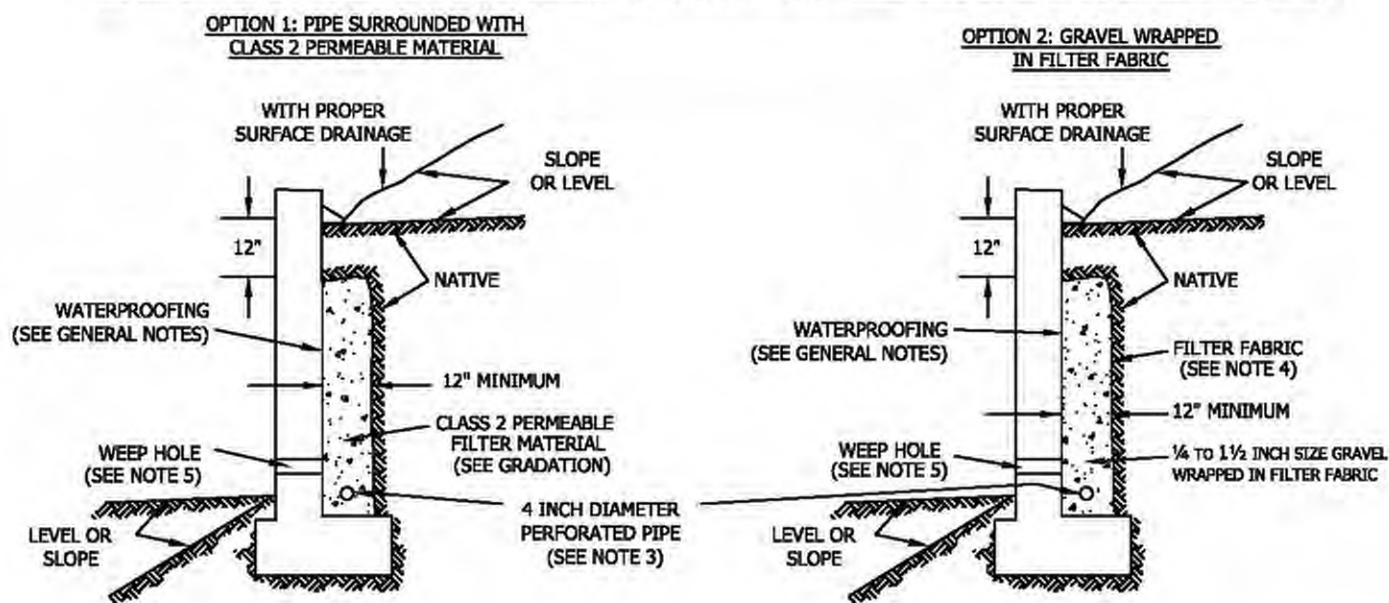 OPTION 1: PIPE SURROUNDED WITH
CLASS 2 PERMEABLE MATERIAL
WITH PROPER
SURFACE DRAINAGE
SLOPE
OR LEVEL
12"
NATIVE
WATERPROOFING
(SEE GENERAL NOTES)
12" MINIMUM
CLASS 2 PERMEABLE
FILTER MATERIAL
(SEE GRADATION)
WEEP HOLE
(SEE NOTE 5)
4 INCH DIAMETER
PERFORATED PIPE
(SEE NOTE 3)
LEVEL OR
SLOPE
OPTION 2: GRAVEL WRAPPED
IN FILTER FABRIC
WITH PROPER
SURFACE DRAINAGE
SLOPE
OR LEVEL
12"
NATIVE
WATERPROOFING
(SEE GENERAL NOTES)
FILTER FABRIC
(SEE NOTE 4)
12" MINIMUM
WEEP HOLE
(SEE NOTE 5)
¼ TO 1½ INCH SIZE GRAVEL
WRAPPED IN FILTER FABRIC
LEVEL OR
SLOPE